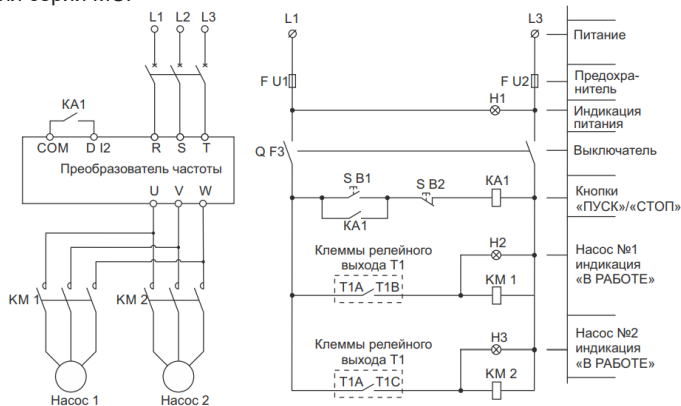 L1 L2 L3
KA1
COM D I2 R S T
Преобразователь частоты
U V W
KM 1
KM 2
Насос 1
Насос 2
L1
L3
Питание
F U1
F U2
Предохра-
нитель
H1
Индикация
питания
Q F3
Выключатель
S B1
S B2
KA1
KA1
Кнопки
«ПУСК»/«СТОП»
Клеммы релейного
выхода T1
T1A T1B
H2
KM 1
Насос №1
индикация
«В РАБОТЕ»
Клеммы релейного
выхода T1
T1A T1C
H3
KM 2
Насос №2
индикация
«В РАБОТЕ»